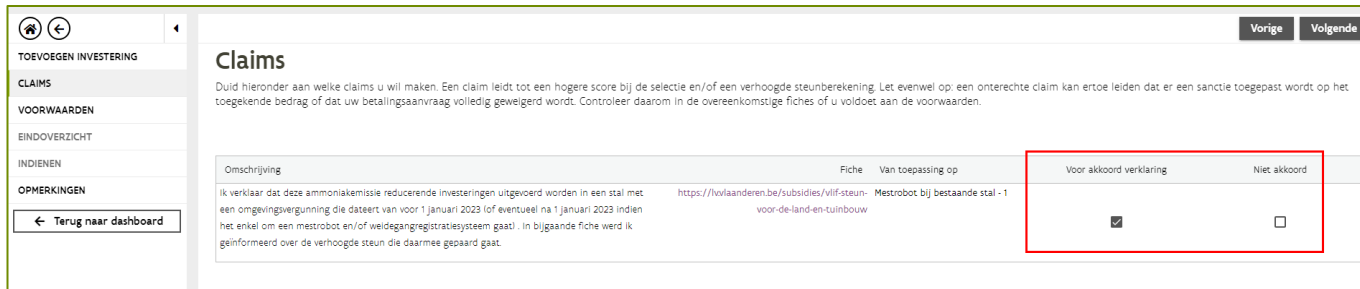 Vorige Volgende
TOEVOEGEN INVESTERING
CLAIMS
VOORWAARDEN
EINDOVERZICHT
INDIENEN
OPMERKINGEN
← Terug naar dashboard
Claims
Duid hieronder aan welke claims u wil maken. Een claim leidt tot een hogere score bij de selectie en/of een verhoogde steunberekening. Let evenwel op: een onterechte claim kan ertoe leiden dat er een sanctie toegepast wordt op het
toegekende bedrag of dat uw betalingsaanvraag volledig geweigerd wordt. Controleer daarom in de overeenkomstige fiches of u voldoet aan de voorwaarden.
Omschrijving Fiche Van toepassing op Voor akkoord verklaring Niet akkoord
Ik verklaar dat deze ammoniakemissie reducerende investeringen uitgevoerd worden in een stal met
een omgevingsvergunning die dateert van voor 1 januari 2023 (of eventueel na 1 januari 2023 indien
het enkel om een mestrobot en/of weidegangregistratiesysteem gaat) . In bijgaande fiche werd ik
geïnformeerd over de verhoogde steun die daarmee gepaard gaat.
https://lv.vlaanderen.be/subsidies/vlif-steun-
voor-de-land-en-tuinbouw
Mestrobot bij bestaande stal - 1